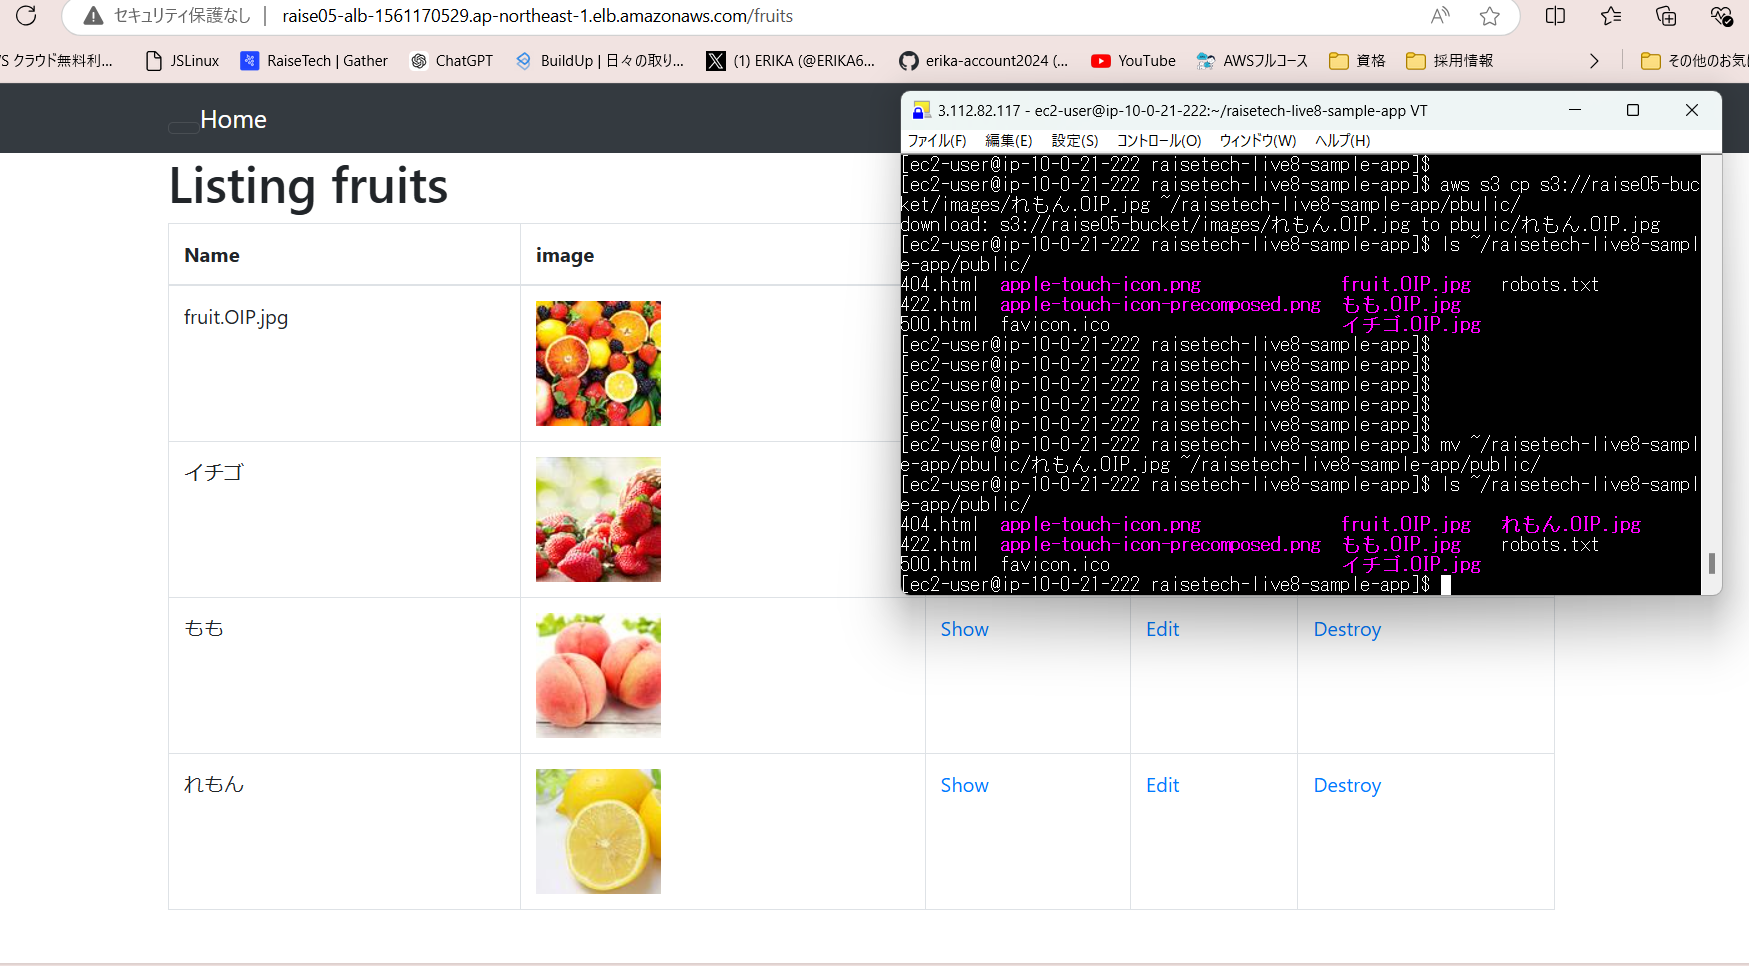 セキュリティ保護なし | raise05-alb-1561170529.ap-northeast-1.elb.amazonaws.com/fruits
S クラウド無料利... JSLinux RaiseTech | Gather ChatGPT BuildUp | 日々の取り... (1) ERIKA (@ERIKA6... erika-account2024 (... YouTube AWSフルコース 資格 採用情報 その他のお気
Home
Listing fruits
Name image
fruit.OIP.jpg
イチゴ
もも Show Edit Destroy
れもん Show Edit Destroy
3.112.82.117 - ec2-user@ip-10-0-21-222:~/raisetech-live8-sample-app VT
ファイル(F) 編集(E) 設定(S) コントロール(O) ウィンドウ(W) ヘルプ(H)
[ec2-user@ip-10-0-21-222 raisetech-live8-sample-app]$
[ec2-user@ip-10-0-21-222 raisetech-live8-sample-app]$ aws s3 cp s3://raise05-buc
ket/images/れもん.OIP.jpg ~/raisetech-live8-sample-app/pbulic/
download: s3://raise05-bucket/images/れもん.OIP.jpg to pbulic/れもん.OIP.jpg
[ec2-user@ip-10-0-21-222 raisetech-live8-sample-app]$ ls ~/raisetech-live8-sampl
e-app/public/
404.html apple-touch-icon.png fruit.OIP.jpg robots.txt
422.html apple-touch-icon-precomposed.png もも.OIP.jpg
500.html favicon.ico イチゴ.OIP.jpg
[ec2-user@ip-10-0-21-222 raisetech-live8-sample-app]$
[ec2-user@ip-10-0-21-222 raisetech-live8-sample-app]$
[ec2-user@ip-10-0-21-222 raisetech-live8-sample-app]$
[ec2-user@ip-10-0-21-222 raisetech-live8-sample-app]$
[ec2-user@ip-10-0-21-222 raisetech-live8-sample-app]$
[ec2-user@ip-10-0-21-222 raisetech-live8-sample-app]$ mv ~/raisetech-live8-sampl
e-app/pbulic/れもん.OIP.jpg ~/raisetech-live8-sample-app/public/
[ec2-user@ip-10-0-21-222 raisetech-live8-sample-app]$ ls ~/raisetech-live8-sampl
e-app/public/
404.html apple-touch-icon.png fruit.OIP.jpg れもん.OIP.jpg
422.html apple-touch-icon-precomposed.png もも.OIP.jpg robots.txt
500.html favicon.ico イチゴ.OIP.jpg
[ec2-user@ip-10-0-21-222 raisetech-live8-sample-app]$